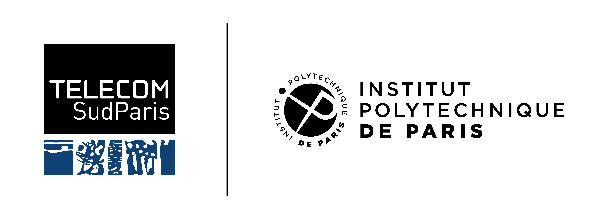 TELECOM
SudParis
INSTITUT POLYTECHNIQUE DE PARIS
INSTITUT
POLYTECHNIQUE
DE PARIS